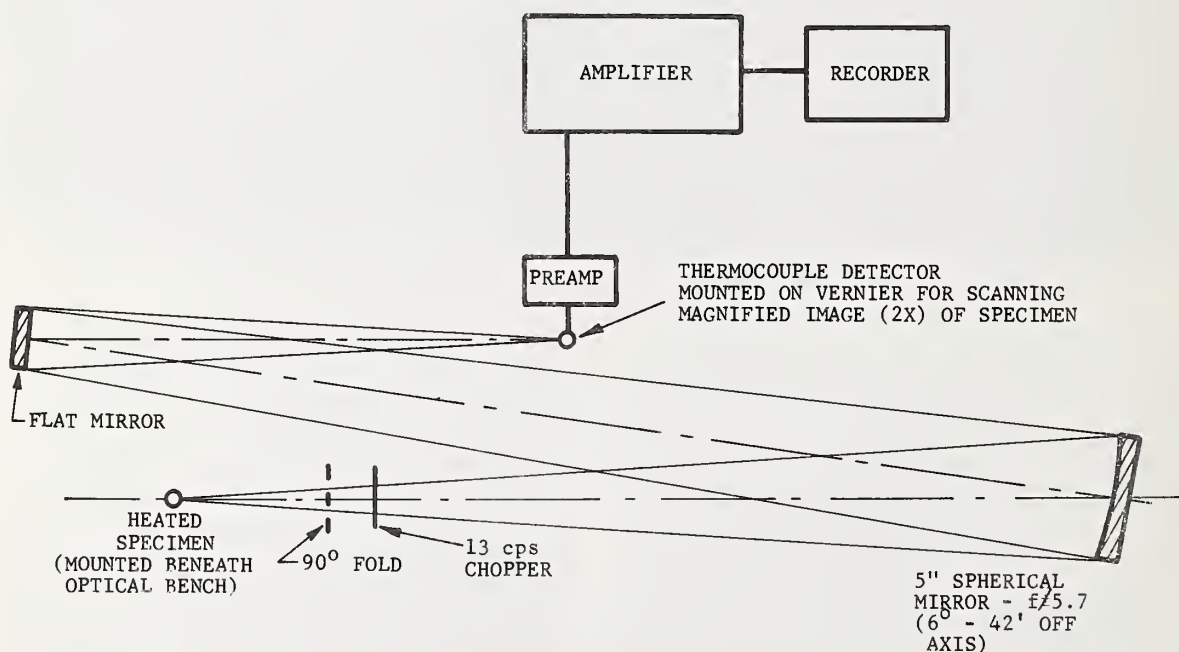 AMPLIFIER
RECORDER
PREAMP
THERMOCOUPLE DETECTOR
MOUNTED ON VERNIER FOR SCANNING
MAGNIFIED IMAGE (2X) OF SPECIMEN
FLAT MIRROR
HEATED
SPECIMEN
(MOUNTED BENEATH
OPTICAL BENCH)
90° FOLD
13 cps
CHOPPER
5" SPHERICAL
MIRROR - f/5.7
(6° - 42' OFF
AXIS)